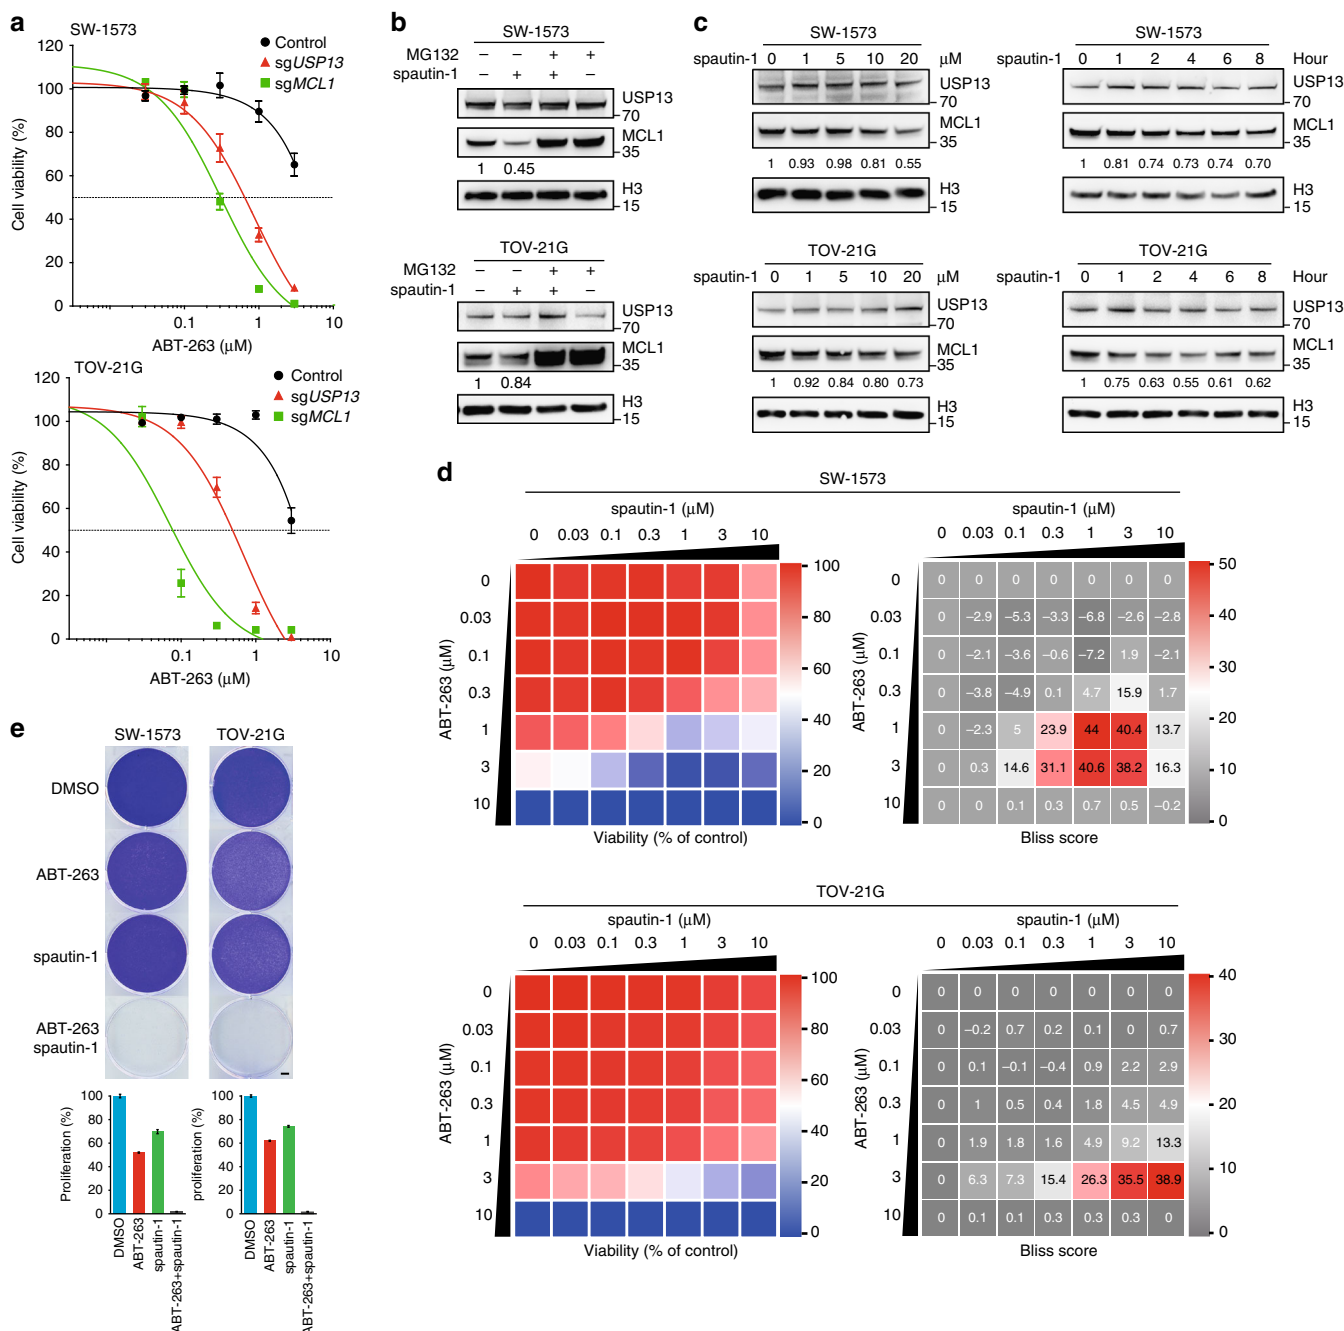 a
SW-1573
120
100
80
60
40
20
0
Cell viability (%)
Control
sgUSP13
sgMCL1
0.1 1 10
ABT-263 (μM)
TOV-21G
120
100
80
60
40
20
0
Cell viability (%)
Control
sgUSP13
sgMCL1
0.1 1 10
ABT-263 (μM)
b
SW-1573
MG132 – – + +
spautin-1 – + + –
USP13
70
MCL1
35
1 0.45
H3
15
TOV-21G
MG132 – – + +
spautin-1 – + + –
USP13
70
MCL1
35
1 0.84
H3
15
c
SW-1573
spautin-1 0 1 5 10 20 μM
USP13
70
MCL1
35
1 0.93 0.98 0.81 0.55
H3
15
SW-1573
spautin-1 0 1 2 4 6 8 Hour
USP13
70
MCL1
35
1 0.81 0.74 0.73 0.74 0.70
H3
15
TOV-21G
spautin-1 0 1 5 10 20 μM
USP13
70
MCL1
35
1 0.92 0.84 0.80 0.73
H3
15
TOV-21G
spautin-1 0 1 2 4 6 8 Hour
USP13
70
MCL1
35
1 0.75 0.63 0.55 0.61 0.62
H3
15
d
SW-1573
spautin-1 (μM)
0 0.03 0.1 0.3 1 3 10
ABT-263 (μM)
0
0.03
0.1
0.3
1
3
10
100
80
60
40
20
0
Viability (% of control)
spautin-1 (μM)
0 0.03 0.1 0.3 1 3 10
ABT-263 (μM)
0 0 0 0 0 0 0 0
0.03 0 –2.9 –5.3 –3.3 –6.8 –2.6 –2.8
0.1 0 –2.1 –3.6 –0.6 –7.2 1.9 –2.1
0.3 0 –3.8 –4.9 0.1 4.7 15.9 1.7
1 0 –2.3 5 23.9 44 40.4 13.7
3 0 0.3 14.6 31.1 40.6 38.2 16.3
10 0 0 0.1 0.3 0.7 0.5 –0.2
50
40
30
20
10
0
Bliss score
TOV-21G
spautin-1 (μM)
0 0.03 0.1 0.3 1 3 10
ABT-263 (μM)
0
0.03
0.1
0.3
1
3
10
100
80
60
40
20
0
Viability (% of control)
spautin-1 (μM)
0 0.03 0.1 0.3 1 3 10
ABT-263 (μM)
0 0 0 0 0 0 0 0
0.03 0 –0.2 0.7 0.2 0.1 0 0.7
0.1 0 0.1 –0.1 –0.4 0.9 2.2 2.9
0.3 0 1 0.5 0.4 1.8 4.5 4.9
1 0 1.9 1.8 1.6 4.9 9.2 13.3
3 0 6.3 7.3 15.4 26.3 35.5 38.9
10 0 0.1 0.1 0.3 0.3 0.3 0
40
30
20
10
0
Bliss score
e
SW-1573 TOV-21G
DMSO
ABT-263
spautin-1
ABT-263
spautin-1
Proliferation (%)
100
80
60
40
20
0
DMSO
ABT-263
spautin-1
ABT-263+spautin-1
proliferation (%)
100
80
60
40
20
0
DMSO
ABT-263
spautin-1
ABT-263+spautin-1